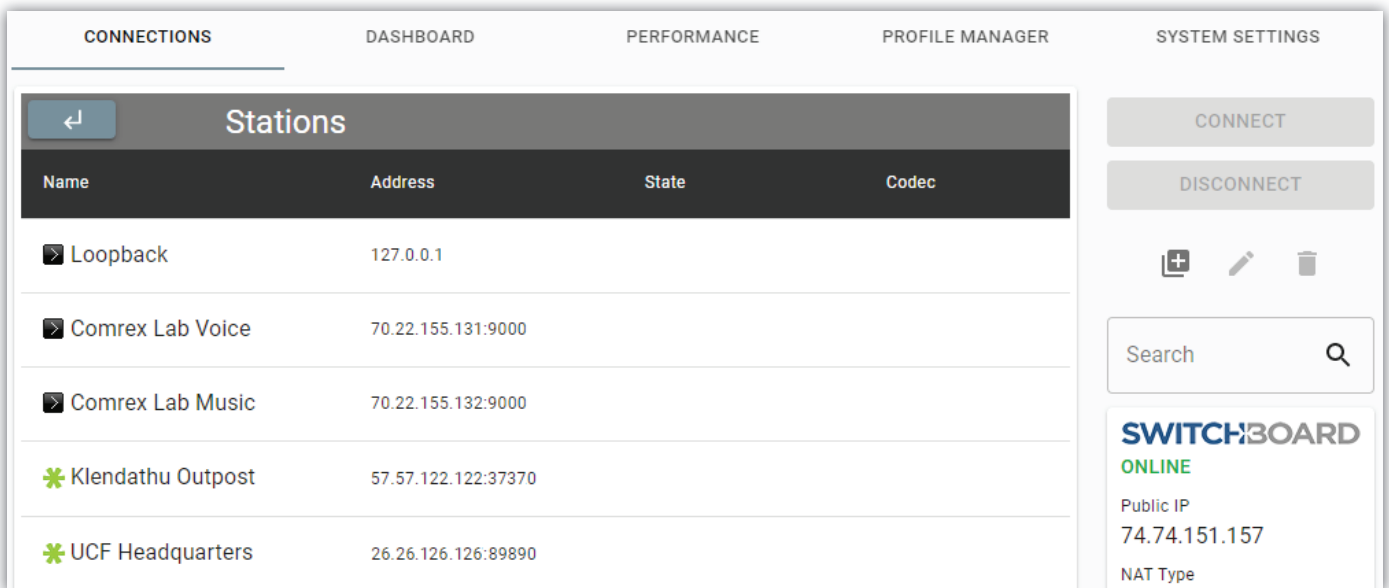 CONNECTIONS DASHBOARD PERFORMANCE PROFILE MANAGER SYSTEM SETTINGS
Stations
Name Address State Codec
Loopback 127.0.0.1
Comrex Lab Voice 70.22.155.131:9000
Comrex Lab Music 70.22.155.132:9000
Klendathu Outpost 57.57.122.122:37370
UCF Headquarters 26.26.126.126:89890
CONNECT
DISCONNECT
Search
SWITCHBOARD
ONLINE
Public IP
74.74.151.157
NAT Type